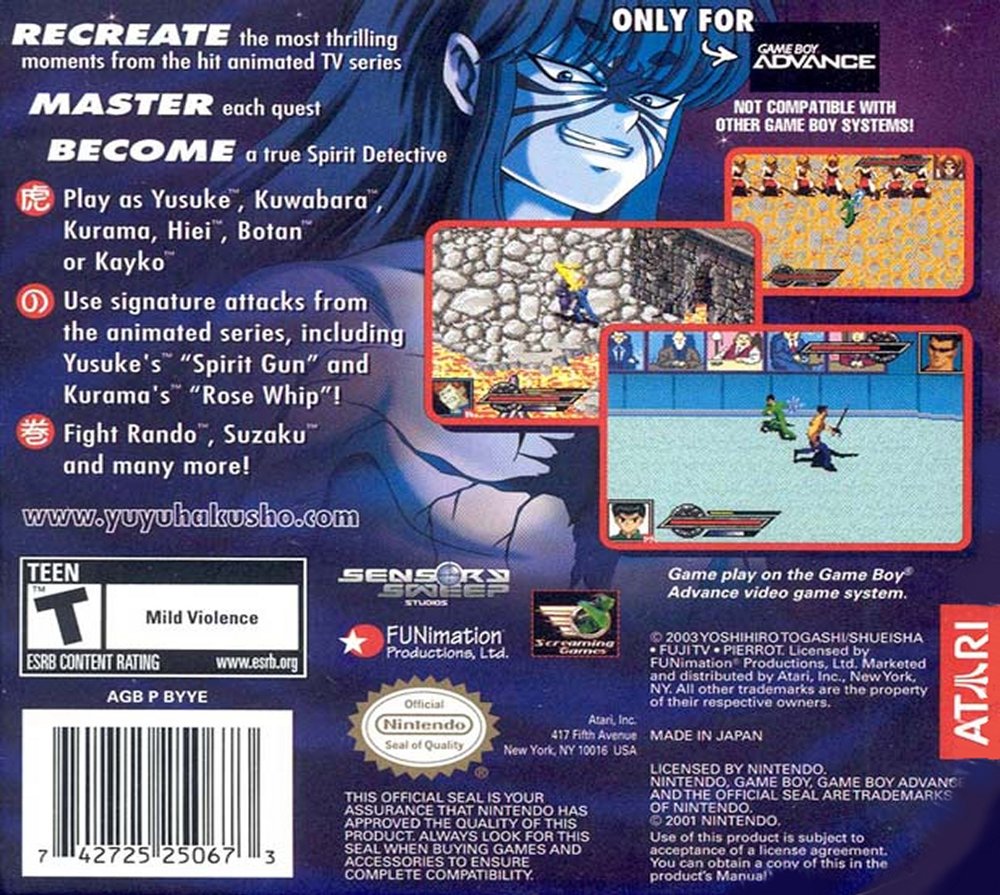 RECREATE the most thrilling
moments from the hit animated TV series
MASTER each quest
BECOME a true Spirit Detective
虎 Play as Yusuke™, Kuwabara™,
Kurama, Hiei™, Botan™
or Kayko™
の Use signature attacks from
the animated series, including
Yusuke's™ “Spirit Gun” and
Kurama's™ “Rose Whip”!
巻 Fight Rando™, Suzaku™
and many more!
www.yuyuhakusho.com
ONLY FOR
GAME BOY
ADVANCE
NOT COMPATIBLE WITH
OTHER GAME BOY SYSTEMS!
Game play on the Game Boy®
Advance video game system.
TEEN
T™
Mild Violence
ESRB CONTENT RATING www.esrb.org
AGB P BYYE
7 42725 25067 3
SENSORY
SWEEP
STUDIOS
FUNimation®
Productions, Ltd.
Screaming
Games
Official
Nintendo
Seal of Quality
®
Atari, Inc.
417 Fifth Avenue
New York, NY 10016 USA
THIS OFFICIAL SEAL IS YOUR
ASSURANCE THAT NINTENDO HAS
APPROVED THE QUALITY OF THIS
PRODUCT. ALWAYS LOOK FOR THIS
SEAL WHEN BUYING GAMES AND
ACCESSORIES TO ENSURE
COMPLETE COMPATIBILITY.
© 2003 YOSHIHIRO TOGASHI/SHUEISHA
• FUJI TV • PIERROT. Licensed by
FUNimation® Productions, Ltd. Marketed
and distributed by Atari, Inc., New York,
NY. All other trademarks are the property
of their respective owners.
MADE IN JAPAN
LICENSED BY NINTENDO.
NINTENDO, GAME BOY, GAME BOY ADVANCE
AND THE OFFICIAL SEAL ARE TRADEMARKS
OF NINTENDO.
© 2001 NINTENDO.
Use of this product is subject to
acceptance of a license agreement.
You can obtain a copy of this in the
product's Manual
ATARI